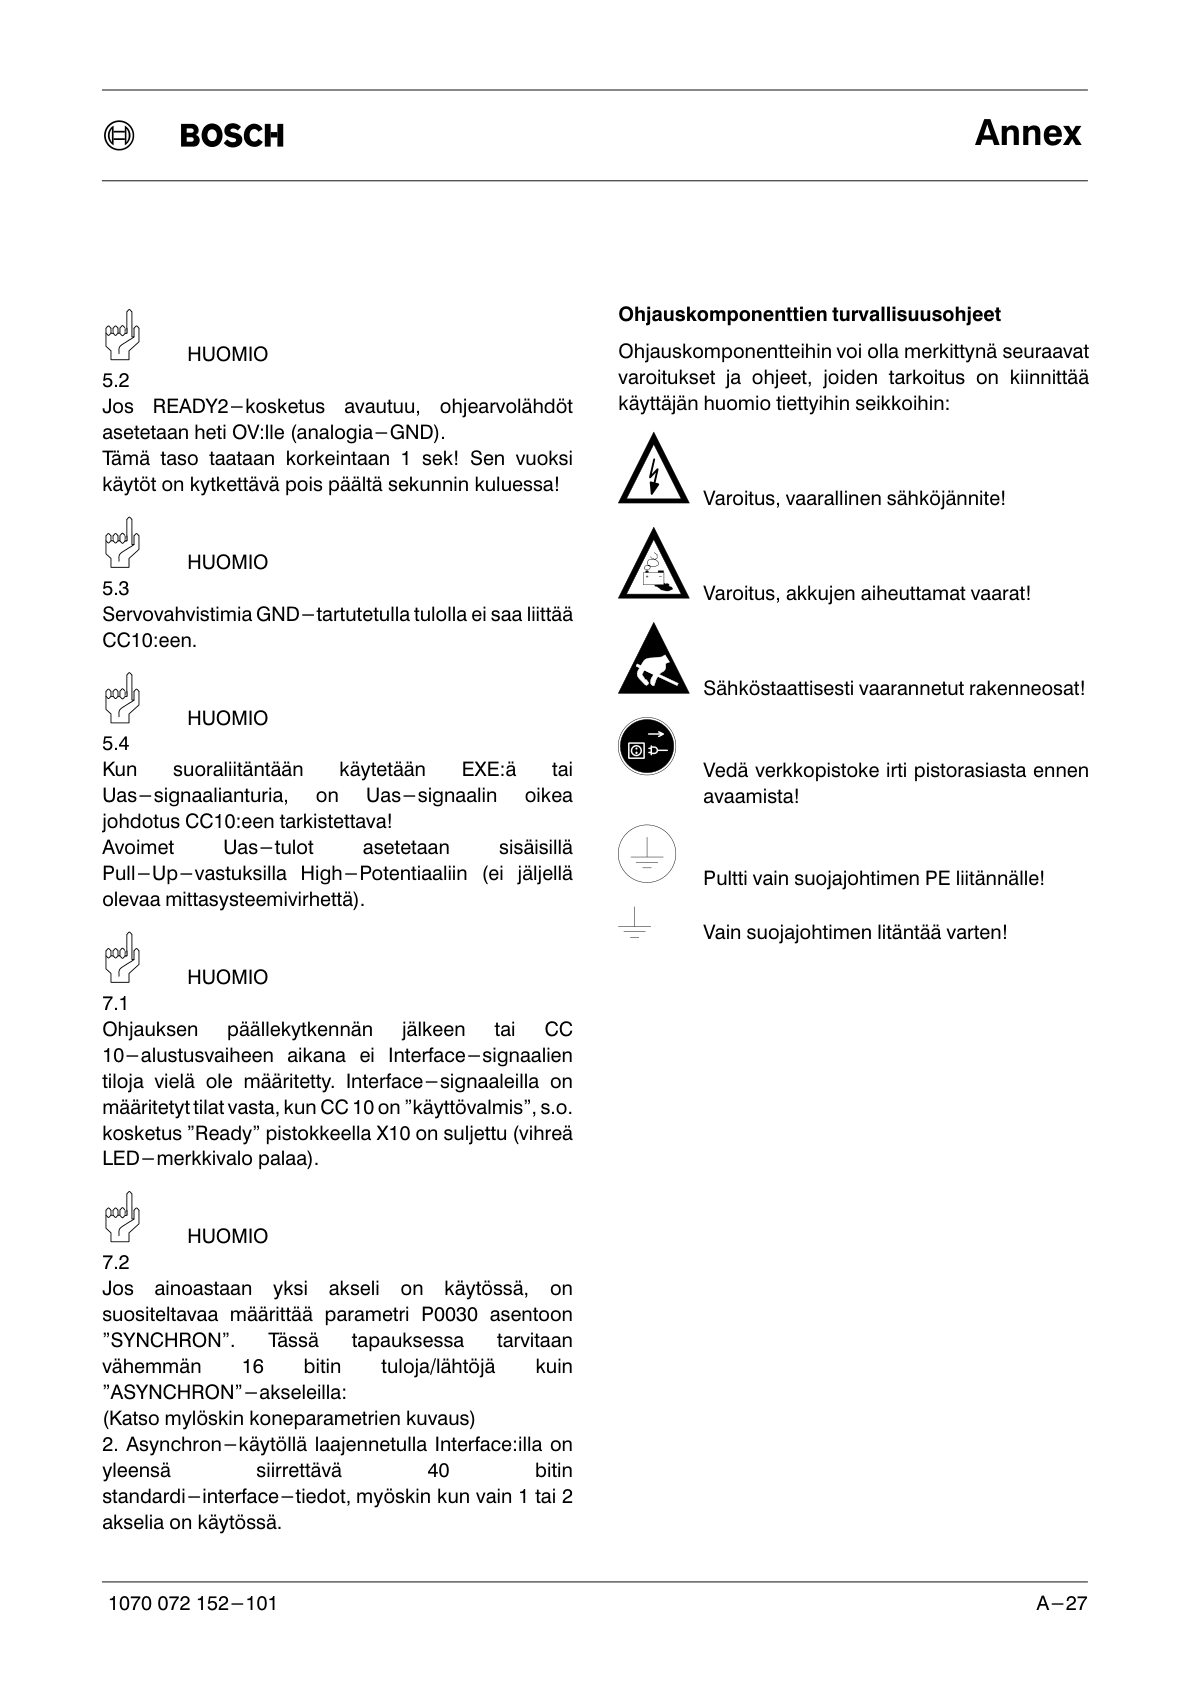 BOSCH
Annex
HUOMIO
5.2
Jos READY2−kosketus avautuu, ohjearvolähdöt
asetetaan heti OV:lle (analogia−GND).
Tämä taso taataan korkeintaan 1 sek! Sen vuoksi
käytöt on kytkettävä pois päältä sekunnin kuluessa!
HUOMIO
5.3
Servovahvistimia GND−tartutetulla tulolla ei saa liittää
CC10:een.
HUOMIO
5.4
Kun suoraliitäntään käytetään EXE:ä tai
Uas−signaalianturia, on Uas−signaalin oikea
johdotus CC10:een tarkistettava!
Avoimet Uas−tulot asetetaan sisäisillä
Pull−Up−vastuksilla High−Potentiaaliin (ei jäljellä
olevaa mittasysteemivirhettä).
HUOMIO
7.1
Ohjauksen päällekytkennän jälkeen tai CC
10−alustusvaiheen aikana ei Interface−signaalien
tiloja vielä ole määritetty. Interface−signaaleilla on
määritetyt tilat vasta, kun CC 10 on ”käyttövalmis”, s.o.
kosketus ”Ready” pistokkeella X10 on suljettu (vihreä
LED−merkkivalo palaa).
HUOMIO
7.2
Jos ainoastaan yksi akseli on käytössä, on
suositeltavaa määrittää parametri P0030 asentoon
”SYNCHRON”. Tässä tapauksessa tarvitaan
vähemmän 16 bitin tuloja/lähtöjä kuin
”ASYNCHRON”−akseleilla:
(Katso mylöskin koneparametrien kuvaus)
2. Asynchron−käytöllä laajennetulla Interface:illa on
yleensä siirrettävä 40 bitin
standardi−interface−tiedot, myöskin kun vain 1 tai 2
akselia on käytössä.
Ohjauskomponenttien turvallisuusohjeet
Ohjauskomponentteihin voi olla merkittynä seuraavat
varoitukset ja ohjeet, joiden tarkoitus on kiinnittää
käyttäjän huomio tiettyihin seikkoihin:
Varoitus, vaarallinen sähköjännite!
Varoitus, akkujen aiheuttamat vaarat!
Sähköstaattisesti vaarannetut rakenneosat!
Vedä verkkopistoke irti pistorasiasta ennen
avaamista!
Pultti vain suojajohtimen PE liitännälle!
Vain suojajohtimen litäntää varten!
1070 072 152−101
A−27